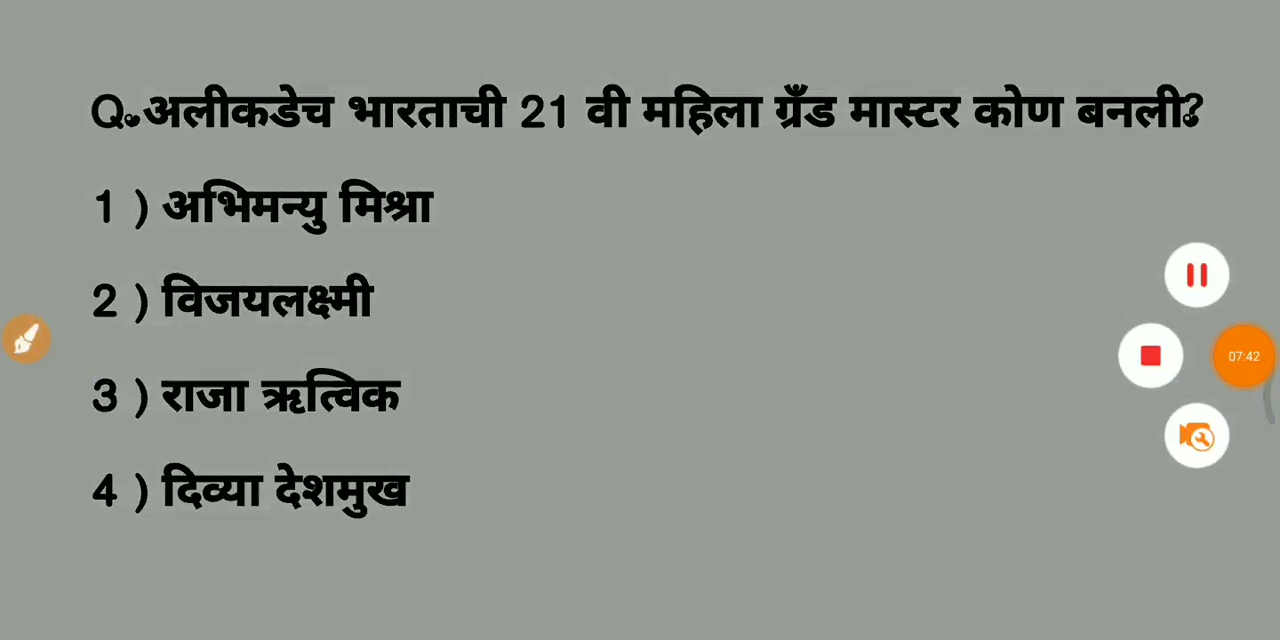 Q. अलीकडेच भारताची 21 वी महिला ग्रँड मास्टर कोण बनली?
1 ) अभिमन्यु मिश्रा
2 ) विजयलक्ष्मी
3 ) राजा ऋत्विक
4 ) दिव्या देशमुख
07:42